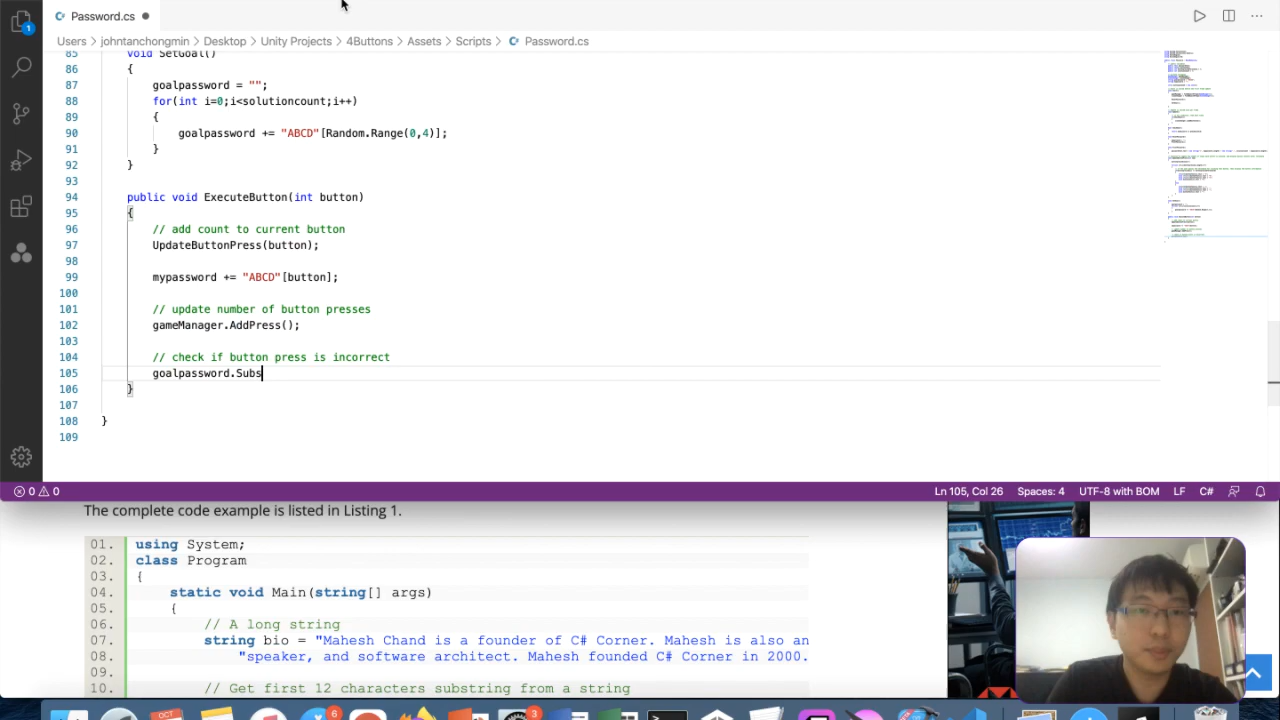 Password.cs
Users > johntanchongmin > Desktop > Unity Projects > 4Buttons > Assets > Scripts > Password.cs
85 void SetGoal()
86 {
87 goalpassword = "";
88 for(int i=0;i<solutioncount;i++)
89 {
90 goalpassword += "ABCD"[Random.Range(0,4)];
91 }
92 }
93
94 public void ExecuteButton(int button)
95 {
96 // add count to current button
97 UpdateButtonPress(button);
98
99 mypassword += "ABCD"[button];
100
101 // update number of button presses
102 gameManager.AddPress();
103
104 // check if button press is incorrect
105 goalpassword.Subs
106 }
107
108 }
109
0 0 Ln 105, Col 26 Spaces: 4 UTF-8 with BOM LF C#
The complete code example is listed in Listing 1.
01. using System;
02. class Program
03. {
04. static void Main(string[] args)
05. {
06. // A long string
07. string bio = "Mahesh Chand is a founder of C# Corner. Mahesh is also an
08. "speaker, and software architect. Mahesh founded C# Corner in 2000.
09.
10. // Get first 12 characters substring from a string
OCT
6
3